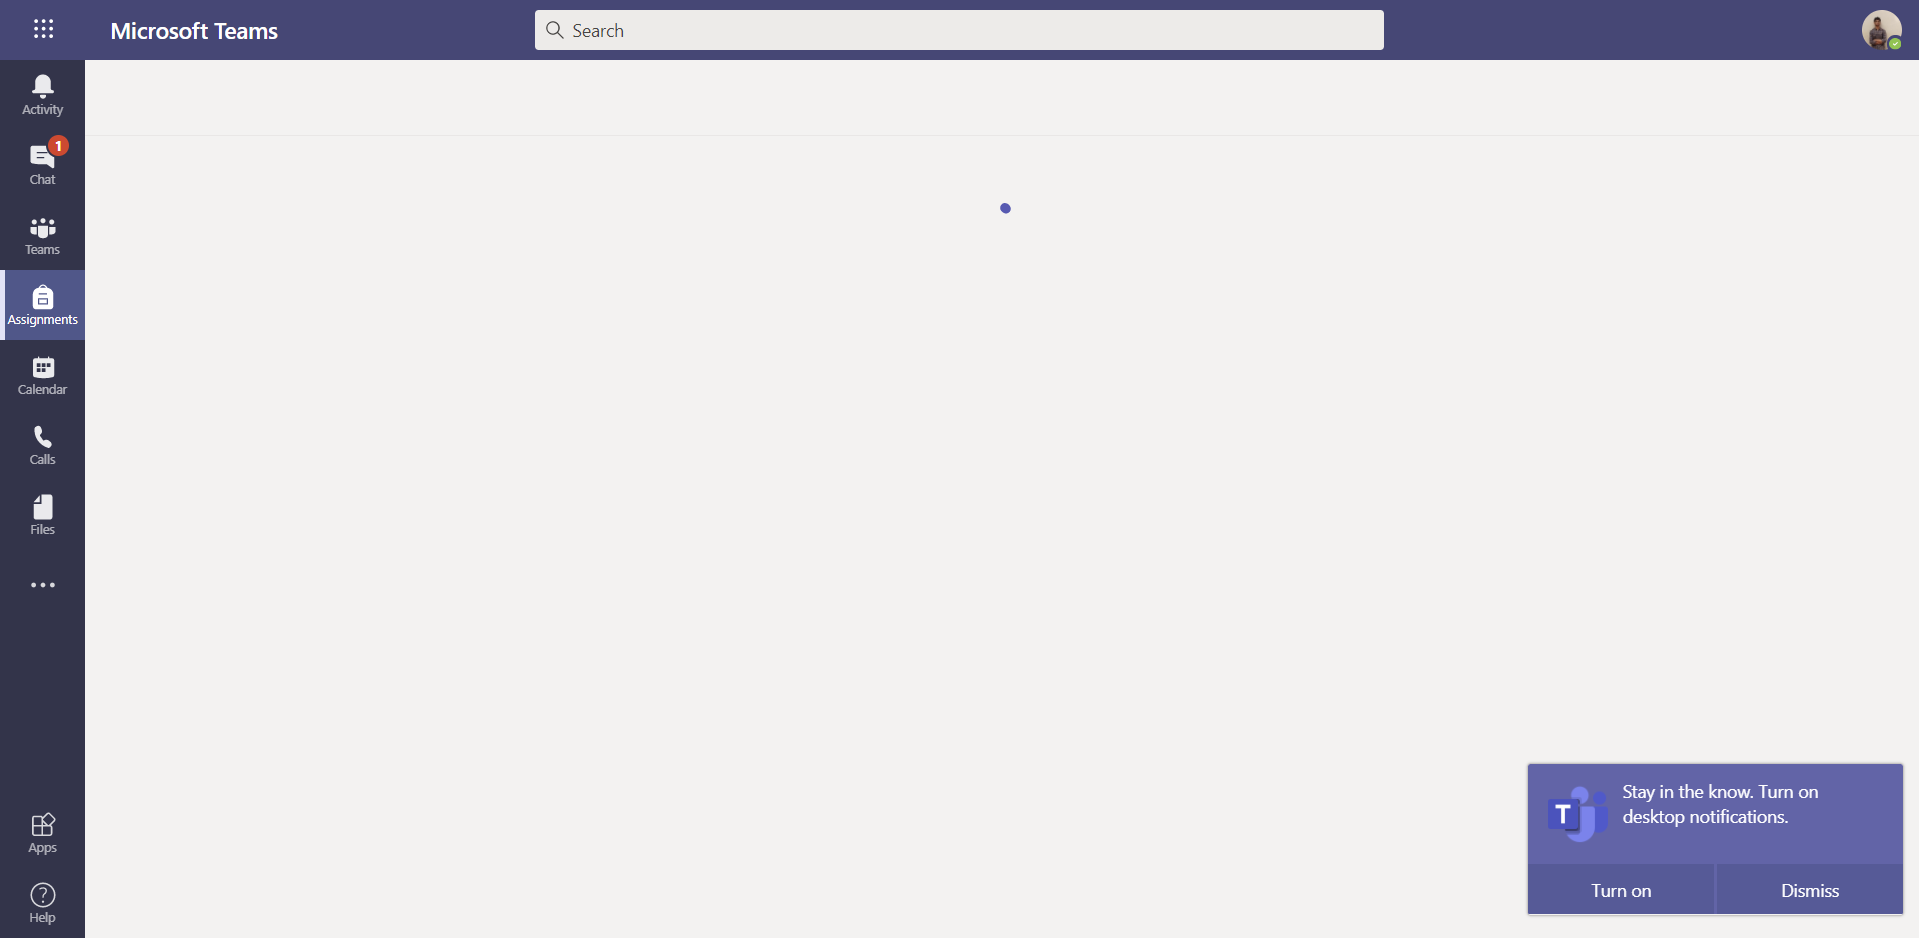 Microsoft Teams
Search
Activity
1
Chat
Teams
Assignments
Calendar
Calls
Files
Apps
Help
T
Stay in the know. Turn on
desktop notifications.
Turn on
Dismiss